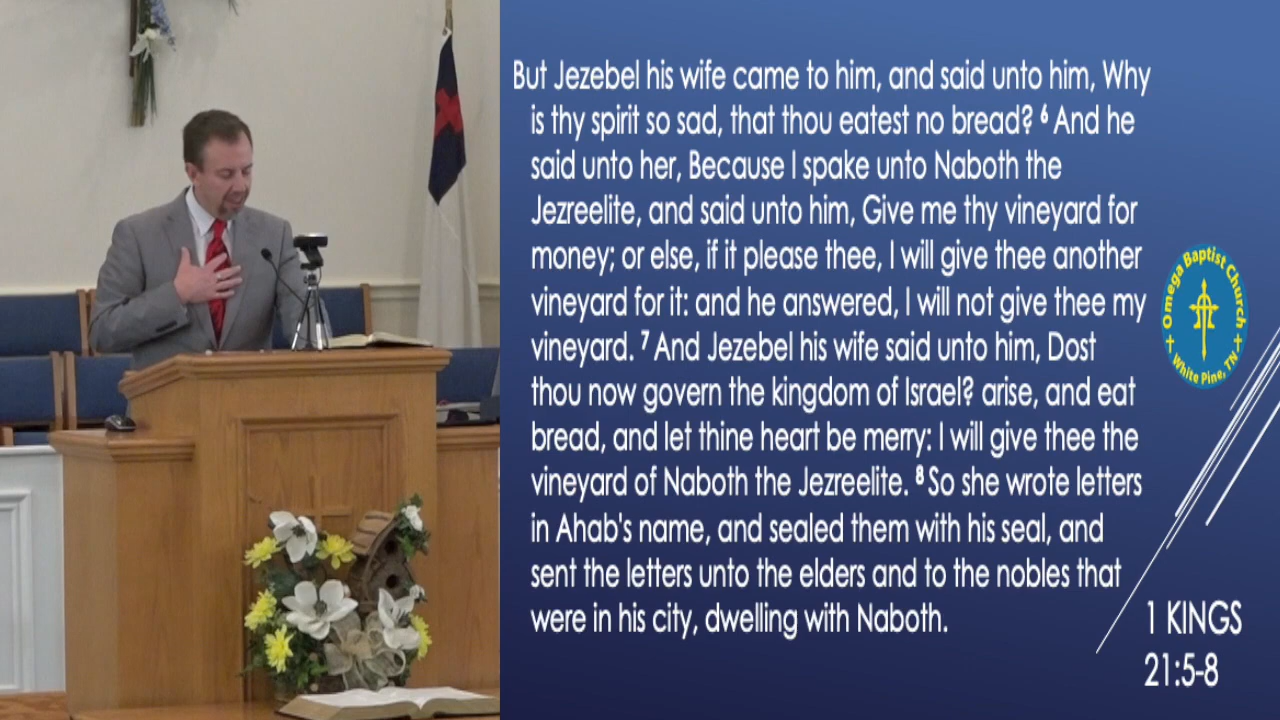 But Jezebel his wife came to him, and said unto him, Why
is thy spirit so sad, that thou eatest no bread? ⁶ And he
said unto her, Because I spake unto Naboth the
Jezreelite, and said unto him, Give me thy vineyard for
money; or else, if it please thee, I will give thee another
vineyard for it: and he answered, I will not give thee my
vineyard. ⁷ And Jezebel his wife said unto him, Dost
thou now govern the kingdom of Israel? arise, and eat
bread, and let thine heart be merry: I will give thee the
vineyard of Naboth the Jezreelite. ⁸ So she wrote letters
in Ahab's name, and sealed them with his seal, and
sent the letters unto the elders and to the nobles that
were in his city, dwelling with Naboth.
Omega Baptist Church
White Pine, TN
1 KINGS
21:5-8